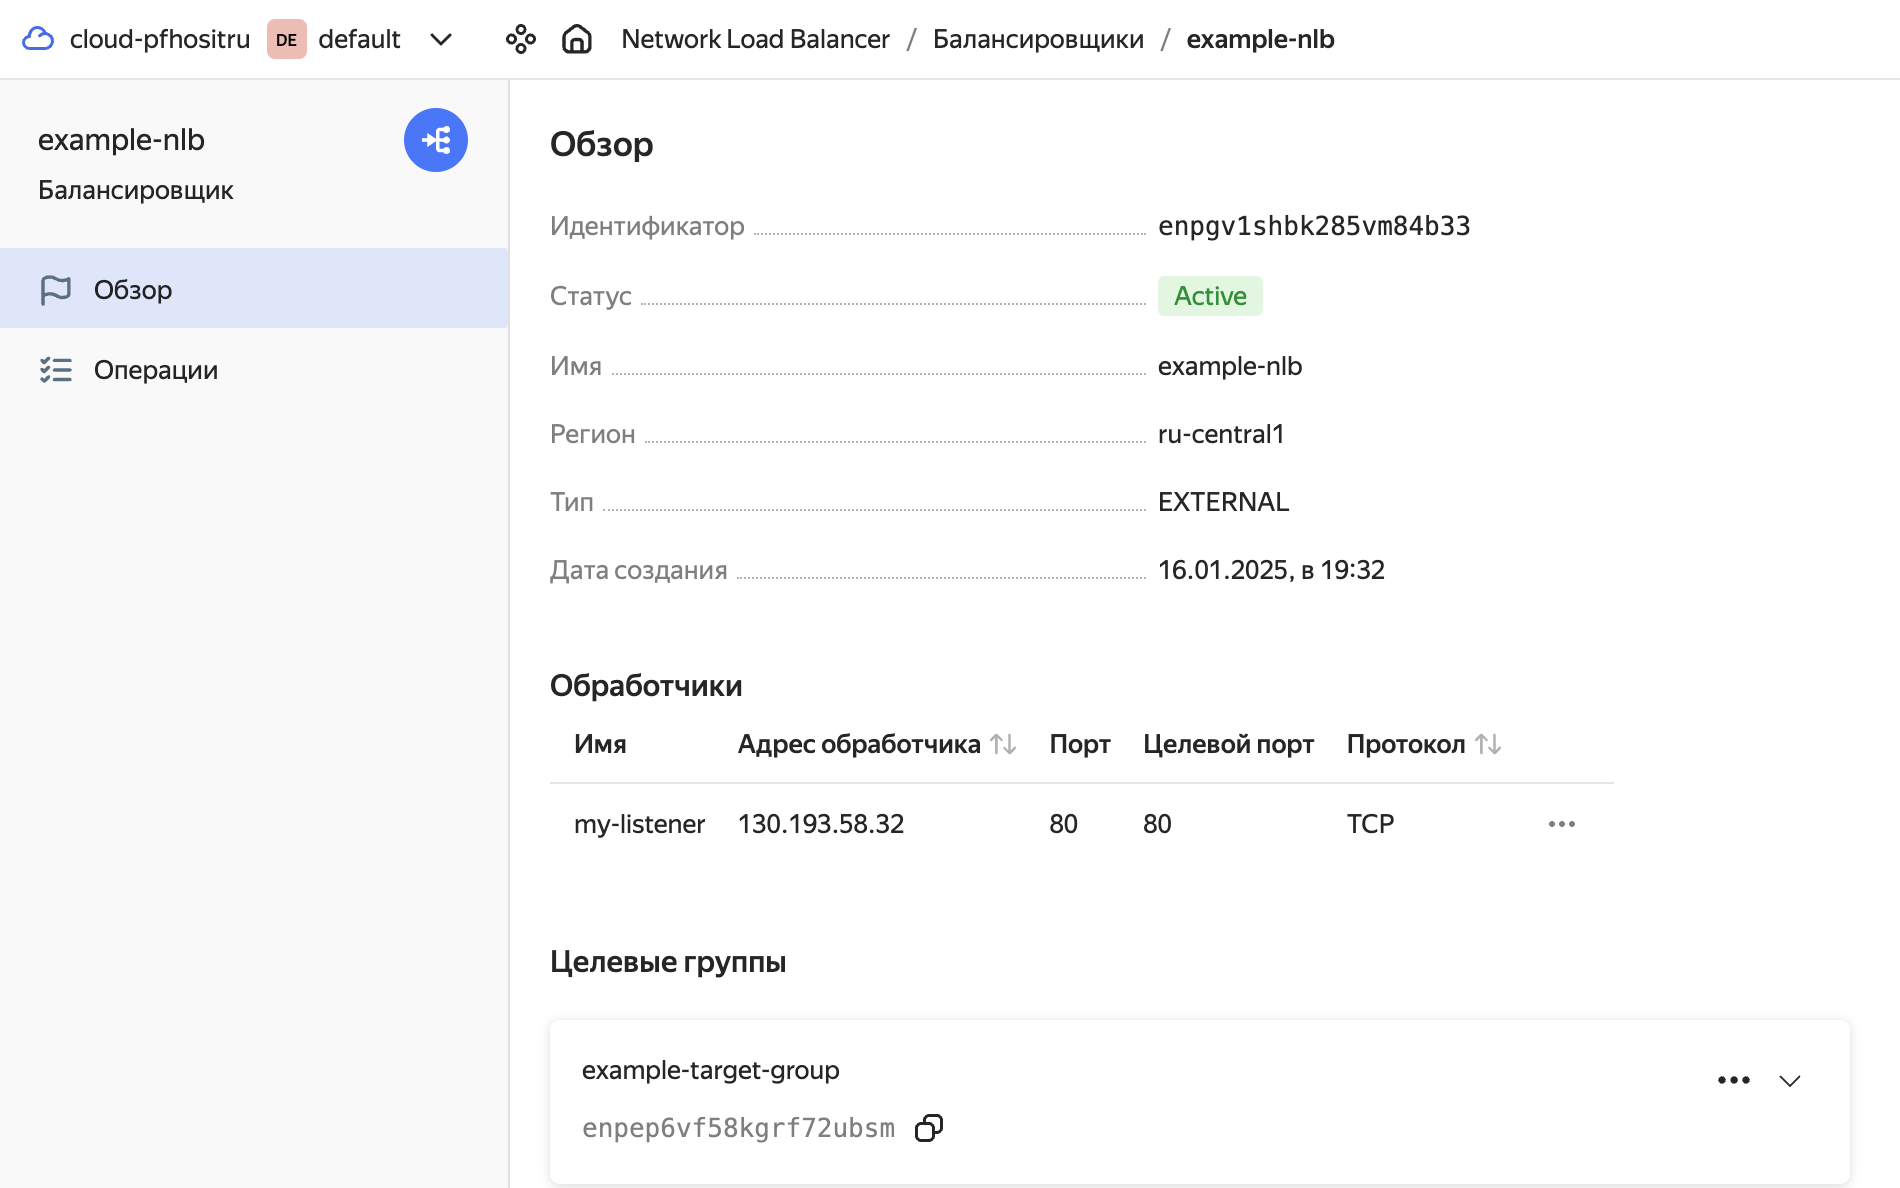 cloud-pfhositru DE default Network Load Balancer / Балансировщики / example-nlb
example-nlb
Балансировщик
Обзор
Операции
Обзор
Идентификатор enpgv1shbk285vm84b33
Статус Active
Имя example-nlb
Регион ru-central1
Тип EXTERNAL
Дата создания 16.01.2025, в 19:32
Обработчики
Имя Адрес обработчика Порт Целевой порт Протокол
my-listener 130.193.58.32 80 80 TCP
Целевые группы
example-target-group
enpep6vf58kgrf72ubsm